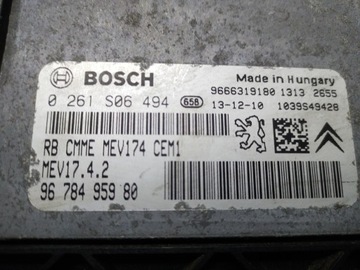 BOSCH
Made in Hungary
0 261 S06 494 658
9666319180 1313 2655
13-12-10 1039S49428
RB CMME MEV174 CEM1
MEV17.4.2
96 784 959 80